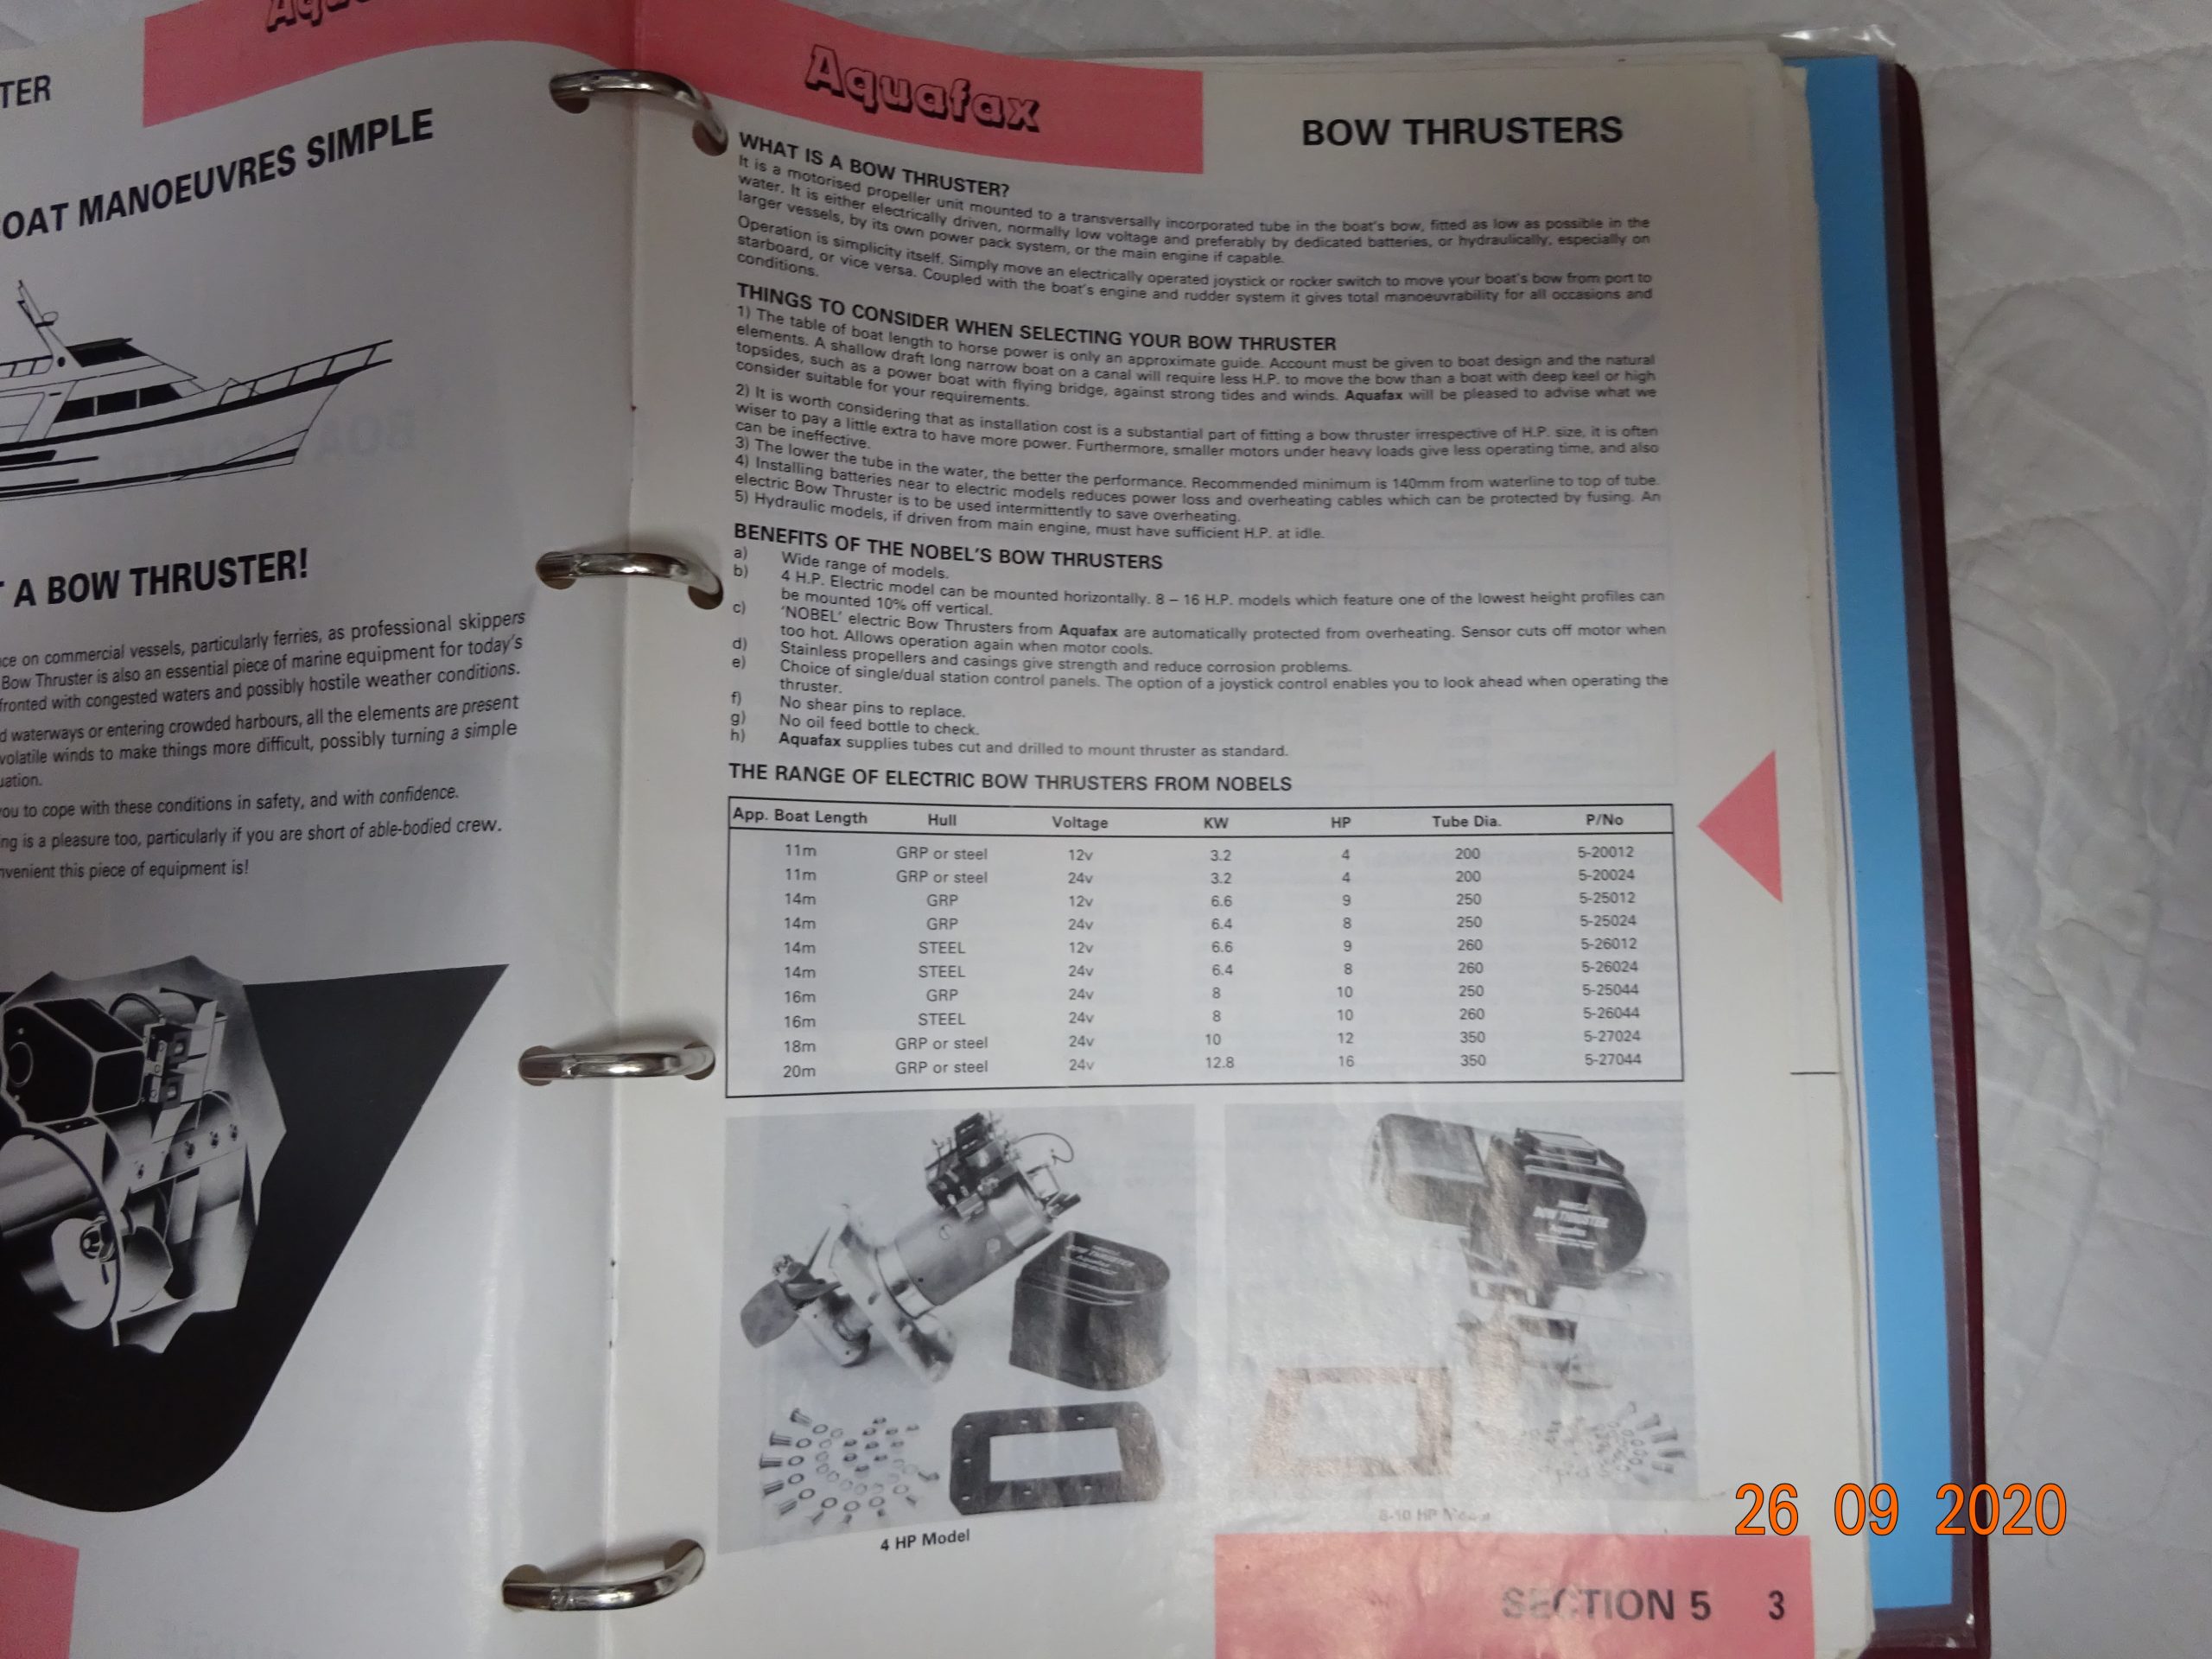 TER
OAT MANOEUVRES SIMPLE
A BOW THRUSTER!
ce on commercial vessels, particularly ferries, as professional skippers
Bow Thruster is also an essential piece of marine equipment for today's
fronted with congested waters and possibly hostile weather conditions.
d waterways or entering crowded harbours, all the elements are present
volatile winds to make things more difficult, possibly turning a simple
uation.
you to cope with these conditions in safety, and with confidence.
ng is a pleasure too, particularly if you are short of able-bodied crew.
nvenient this piece of equipment is!
Aquafax
BOW THRUSTERS
WHAT IS A BOW THRUSTER?
It is a motorised propeller unit mounted to a transversally incorporated tube in the boat's bow, fitted as low as possible in the
water. It is either electrically driven, normally low voltage and preferably by dedicated batteries, or hydraulically, especially on
larger vessels, by its own power pack system, or the main engine if capable.
Operation is simplicity itself. Simply move an electrically operated joystick or rocker switch to move your boat's bow from port to
starboard, or vice versa. Coupled with the boat's engine and rudder system it gives total manoeuvrability for all occasions and
conditions.
THINGS TO CONSIDER WHEN SELECTING YOUR BOW THRUSTER
1) The table of boat length to horse power is only an approximate guide. Account must be given to boat design and the natural
elements. A shallow draft long narrow boat on a canal will require less H.P. to move the bow than a boat with deep keel or high
topsides, such as a power boat with flying bridge, against strong tides and winds. Aquafax will be pleased to advise what we
consider suitable for your requirements.
2) It is worth considering that as installation cost is a substantial part of fitting a bow thruster irrespective of H.P. size, it is often
wiser to pay a little extra to have more power. Furthermore, smaller motors under heavy loads give less operating time, and also
can be ineffective.
3) The lower the tube in the water, the better the performance. Recommended minimum is 140mm from waterline to top of tube.
4) Installing batteries near to electric models reduces power loss and overheating cables which can be protected by fusing. An
electric Bow Thruster is to be used intermittently to save overheating.
5) Hydraulic models, if driven from main engine, must have sufficient H.P. at idle.
BENEFITS OF THE NOBEL'S BOW THRUSTERS
a) Wide range of models.
b) 4 H.P. Electric model can be mounted horizontally. 8 – 16 H.P. models which feature one of the lowest height profiles can
be mounted 10% off vertical.
c) 'NOBEL' electric Bow Thrusters from Aquafax are automatically protected from overheating. Sensor cuts off motor when
too hot. Allows operation again when motor cools.
d) Stainless propellers and casings give strength and reduce corrosion problems.
e) Choice of single/dual station control panels. The option of a joystick control enables you to look ahead when operating the
thruster.
f) No shear pins to replace.
g) No oil feed bottle to check.
h) Aquafax supplies tubes cut and drilled to mount thruster as standard.
THE RANGE OF ELECTRIC BOW THRUSTERS FROM NOBELS
App. Boat Length Hull Voltage KW HP Tube Dia. P/No
11m GRP or steel 12v 3.2 4 200 5-20012
11m GRP or steel 24v 3.2 4 200 5-20024
14m GRP 12v 6.6 9 250 5-25012
14m GRP 24v 6.4 8 250 5-25024
14m STEEL 12v 6.6 9 260 5-26012
14m STEEL 24v 6.4 8 260 5-26024
16m GRP 24v 8 10 250 5-25044
16m STEEL 24v 8 10 260 5-26044
18m GRP or steel 24v 10 12 350 5-27024
20m GRP or steel 24v 12.8 16 350 5-27044
BOW THRUSTER
Aquafax
BOW THRUSTER
Aquafax
4 HP Model
8-10 HP Model
SECTION 5 3
26 09 2020